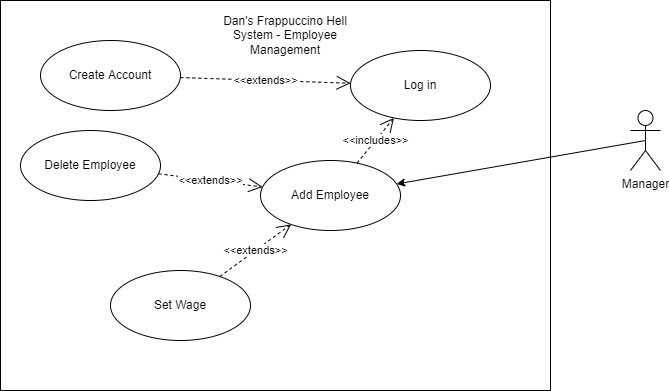 Dan's Frappuccino Hell
System - Employee
Management
Create Account
<<extends>>
Log in
<<includes>>
Delete Employee
<<extends>>
Add Employee
Manager
<<extends>>
Set Wage